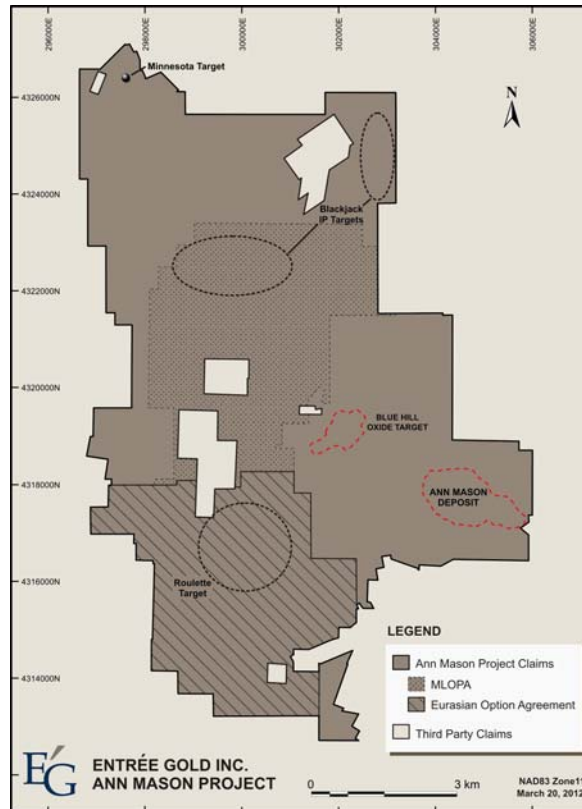 296000E
298000E
300000E
302000E
304000E
306000E
4326000N
4324000N
4322000N
4320000N
4318000N
4316000N
4314000N
Minnesota Target
N
Blackjack
IP Targets
BLUE HILL
OXIDE TARGET
ANN MASON
DEPOSIT
Roulette
Target
LEGEND
Ann Mason Project Claims
MLOPA
Eurasian Option Agreement
Third Party Claims
EG
ENTRÉE GOLD INC.
ANN MASON PROJECT
0 3 km
NAD83 Zone11
March 20, 2012